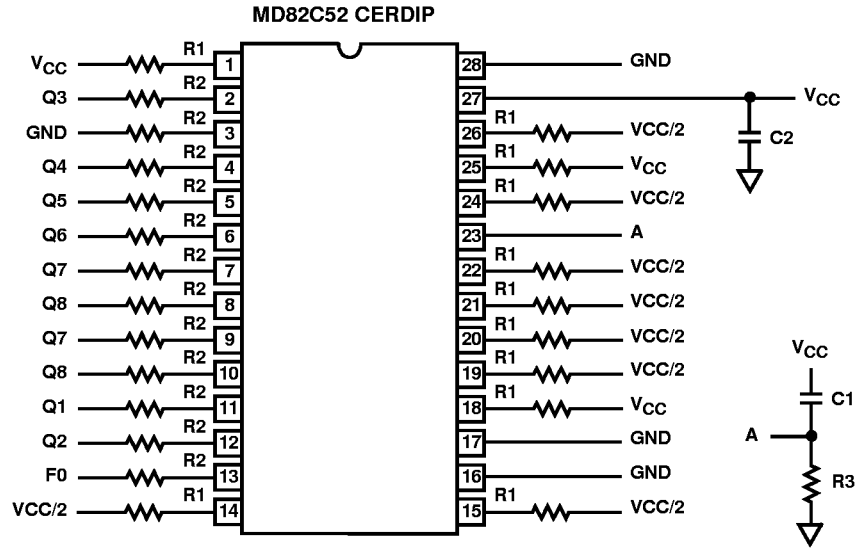 MD82C52 CERDIP
VCC R1 1 28 GND
Q3 R2 2 27 VCC
GND R2 3 26 R1 VCC/2
C2
Q4 R2 4 25 R1 VCC
Q5 R2 5 24 R1 VCC/2
Q6 R2 6 23 A
Q7 R2 7 22 R1 VCC/2
Q8 R2 8 21 R1 VCC/2
Q7 R2 9 20 R1 VCC/2
Q8 R2 10 19 R1 VCC/2
Q1 R2 11 18 R1 VCC
Q2 R2 12 17 GND
F0 R2 13 16 GND
VCC/2 R1 14 15 R1 VCC/2
VCC
C1
A
R3